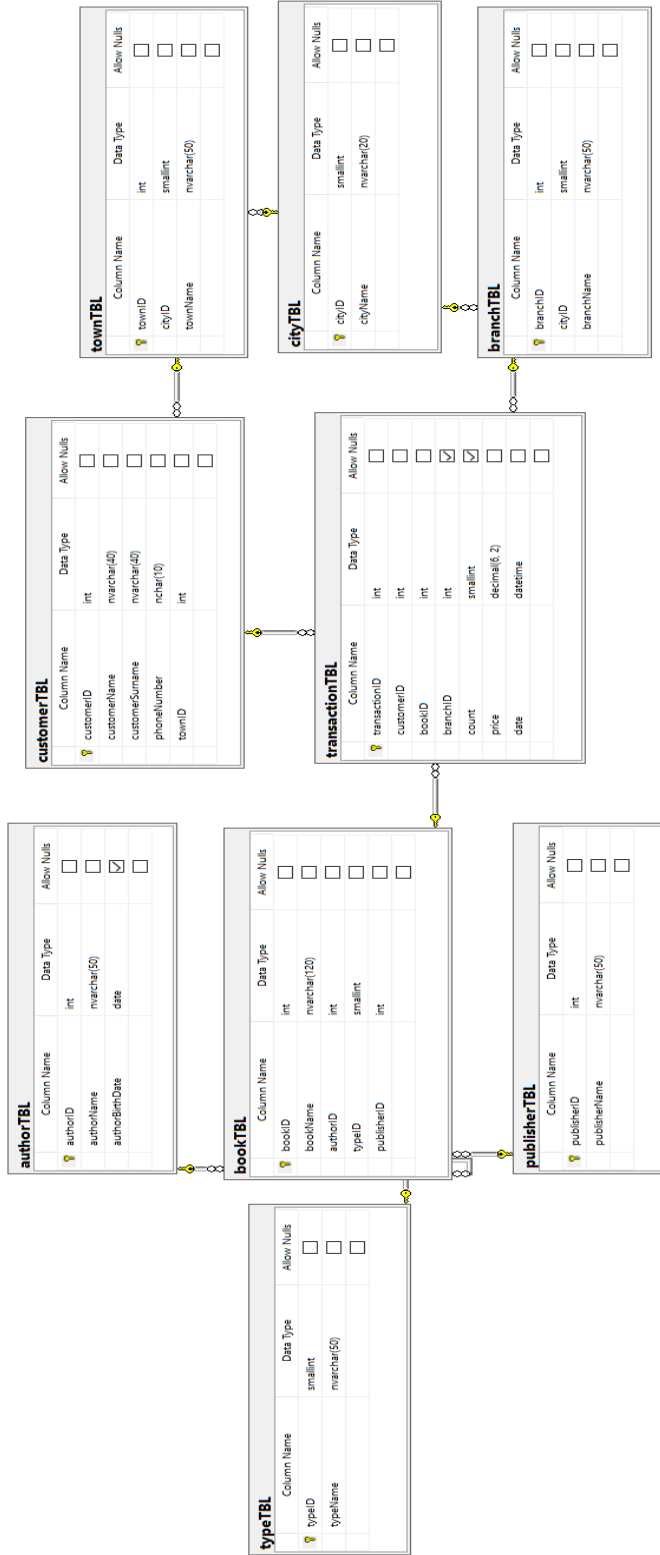 typeTBL
Column Name Data Type Allow Nulls
typeID smallint
typeName nvarchar(50)
authorTBL
Column Name Data Type Allow Nulls
authorID int
authorName nvarchar(50)
authorBirthDate date
bookTBL
Column Name Data Type Allow Nulls
bookID int
bookName nvarchar(120)
authorID int
typeID smallint
publisherID int
publisherTBL
Column Name Data Type Allow Nulls
publisherID int
publisherName nvarchar(50)
customerTBL
Column Name Data Type Allow Nulls
customerID int
customerName nvarchar(40)
customerSurname nvarchar(40)
phoneNumber nchar(10)
townID int
transactionTBL
Column Name Data Type Allow Nulls
transactionID int
customerID int
bookID int
branchID int
count smallint
price decimal(6, 2)
date datetime
townTBL
Column Name Data Type Allow Nulls
townID int
cityID smallint
townName nvarchar(50)
cityTBL
Column Name Data Type Allow Nulls
cityID smallint
cityName nvarchar(20)
branchTBL
Column Name Data Type Allow Nulls
branchID int
cityID smallint
branchName nvarchar(50)